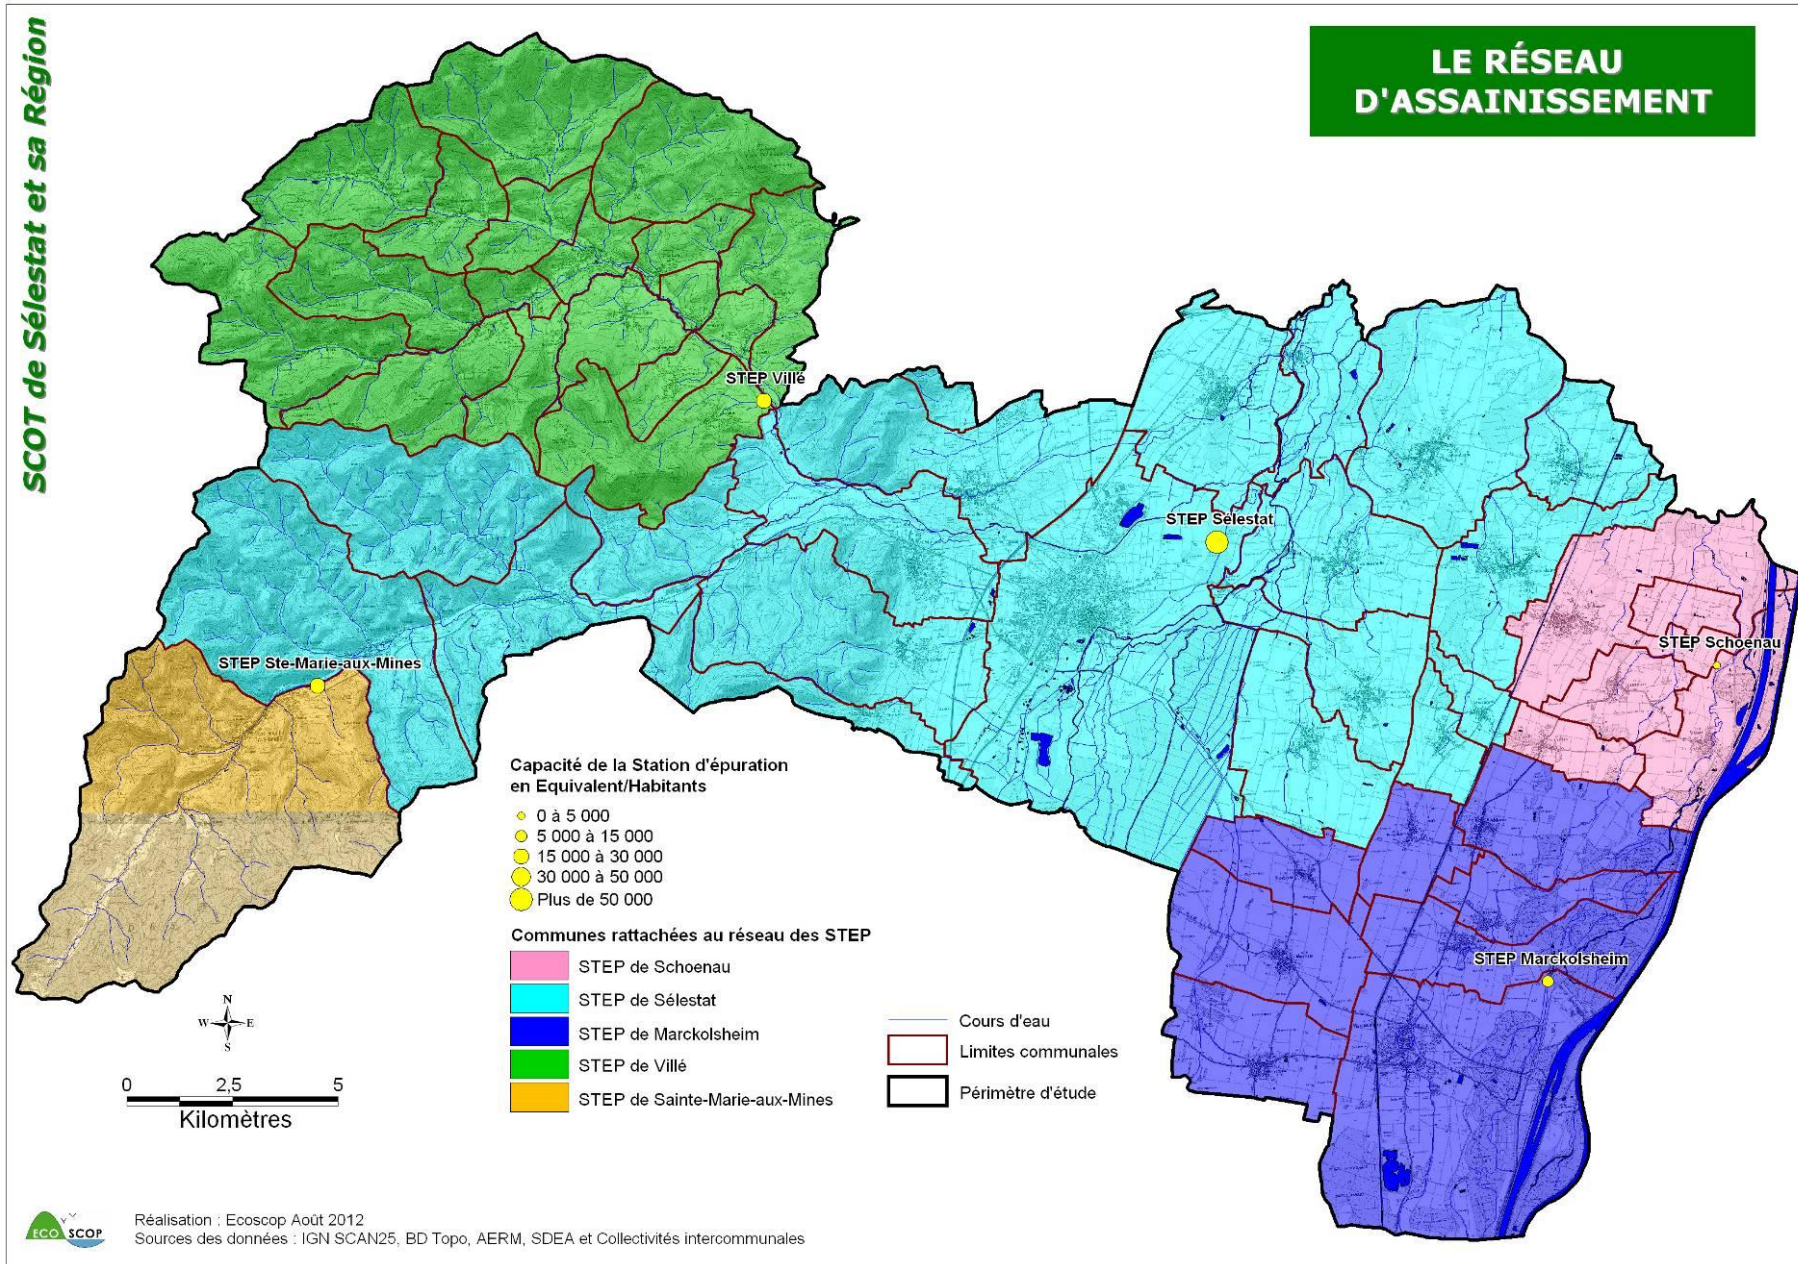 SCOT de Sélestat et sa Région
LE RÉSEAU
D'ASSAINISSEMENT
STEP Villé
STEP Sélestat
STEP Schoenau
STEP Ste-Marie-aux-Mines
STEP Marckolsheim
Capacité de la Station d'épuration
en Equivalent/Habitants
0 à 5 000
5 000 à 15 000
15 000 à 30 000
30 000 à 50 000
Plus de 50 000
Communes rattachées au réseau des STEP
STEP de Schoenau
STEP de Sélestat
STEP de Marckolsheim
STEP de Villé
STEP de Sainte-Marie-aux-Mines
Cours d'eau
Limites communales
Périmètre d'étude
N
W E
S
0 2,5 5
Kilomètres
ECO SCOP
Réalisation : Ecoscop Août 2012
Sources des données : IGN SCAN25, BD Topo, AERM, SDEA et Collectivités intercommunales